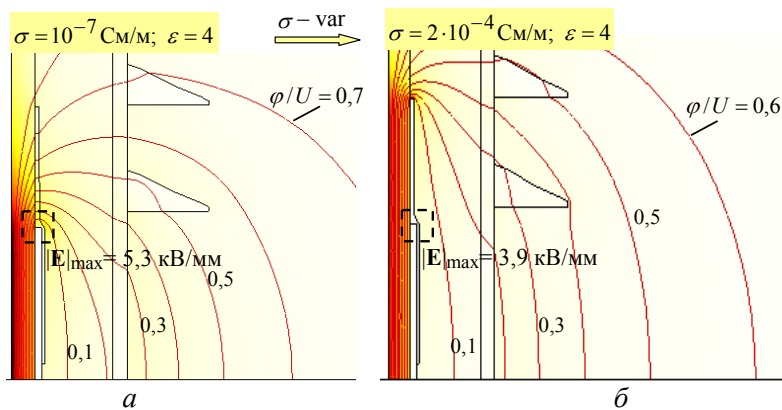 σ = 10⁻⁷ См/м; ε = 4
σ − var
σ = 2·10⁻⁴ См/м; ε = 4
φ/U = 0,7
|E|max = 5,3 кВ/мм
0,5
0,3
0,1
а
φ/U = 0,6
0,5
|E|max = 3,9 кВ/мм
0,3
0,1
б